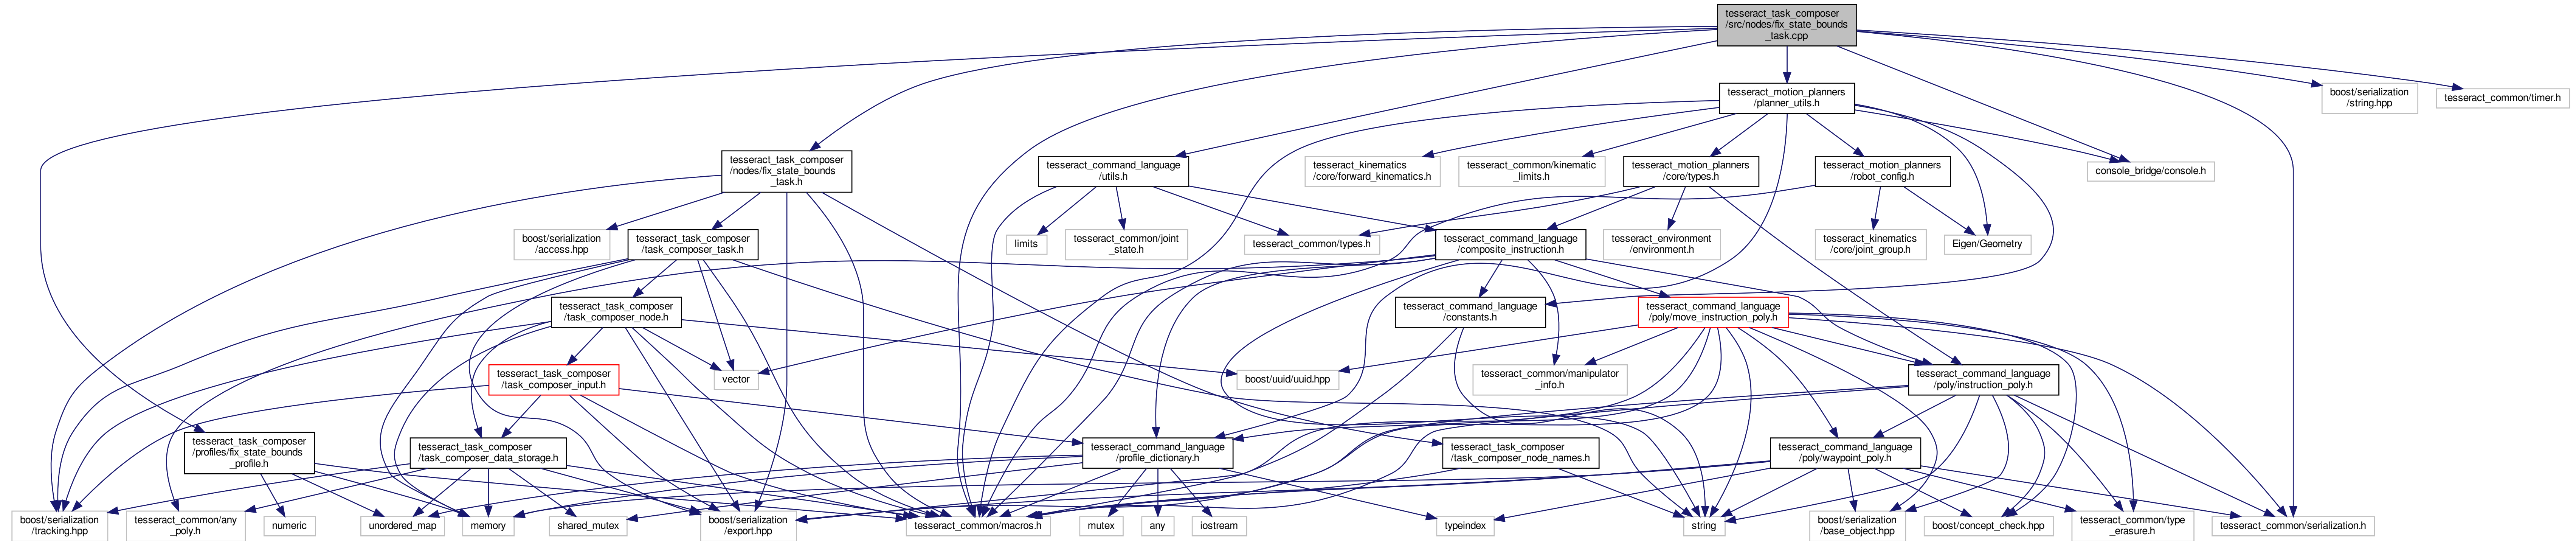 tesseract_task_composer
/src/nodes/fix_state_bounds
_task.cpp
tesseract_motion_planners
/planner_utils.h
boost/serialization
/string.hpp
tesseract_common/timer.h
tesseract_task_composer
/nodes/fix_state_bounds
_task.h
tesseract_command_language
/utils.h
tesseract_kinematics
/core/forward_kinematics.h
tesseract_common/kinematic
_limits.h
tesseract_motion_planners
/core/types.h
tesseract_motion_planners
/robot_config.h
console_bridge/console.h
boost/serialization
/access.hpp
tesseract_task_composer
/task_composer_task.h
limits
tesseract_common/joint
_state.h
tesseract_common/types.h
tesseract_command_language
/composite_instruction.h
tesseract_environment
/environment.h
tesseract_kinematics
/core/joint_group.h
Eigen/Geometry
tesseract_task_composer
/task_composer_node.h
tesseract_command_language
/constants.h
tesseract_command_language
/poly/move_instruction_poly.h
tesseract_task_composer
/task_composer_input.h
vector
boost/uuid/uuid.hpp
tesseract_common/manipulator
_info.h
tesseract_command_language
/poly/instruction_poly.h
tesseract_task_composer
/profiles/fix_state_bounds
_profile.h
tesseract_task_composer
/task_composer_data_storage.h
tesseract_command_language
/profile_dictionary.h
tesseract_task_composer
/task_composer_node_names.h
tesseract_command_language
/poly/waypoint_poly.h
boost/serialization
/tracking.hpp
tesseract_common/any
_poly.h
numeric
unordered_map
memory
shared_mutex
boost/serialization
/export.hpp
tesseract_common/macros.h
mutex
any
iostream
typeindex
string
boost/serialization
/base_object.hpp
boost/concept_check.hpp
tesseract_common/type
_erasure.h
tesseract_common/serialization.h